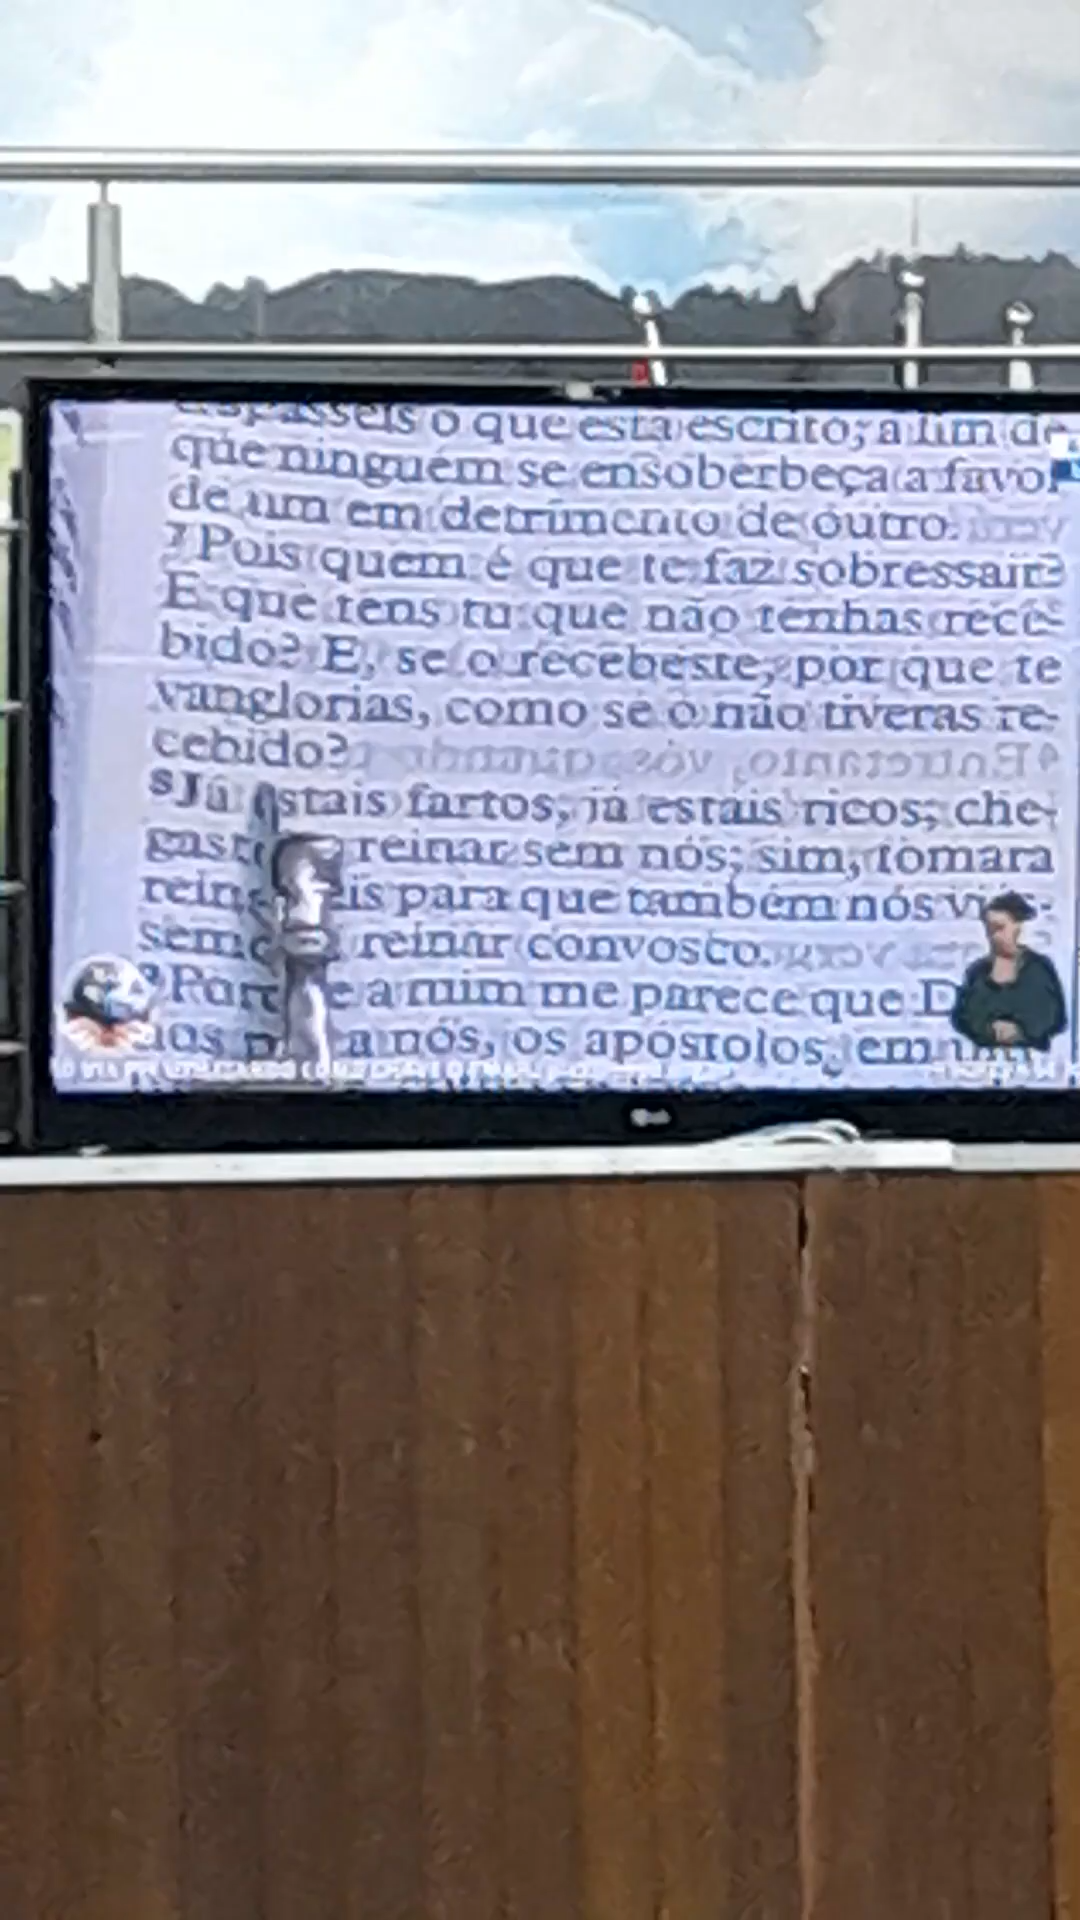 o que está escrito; a fim de
que ninguém se ensoberbeça a favor
de um em detrimento de outro.
7 Pois quem é que te faz sobressair?
E que tens tu que não tenhas rece-
bido? E, se o recebeste, por que te
vanglorias, como se o não tiveras re-
cebido?
8 Já estais fartos, já estais ricos; che-
reinar sem nós; sim, tomara
para que também nós viés-
reinar convosco.
9 a mim me parece que
nós, os apóstolos, em